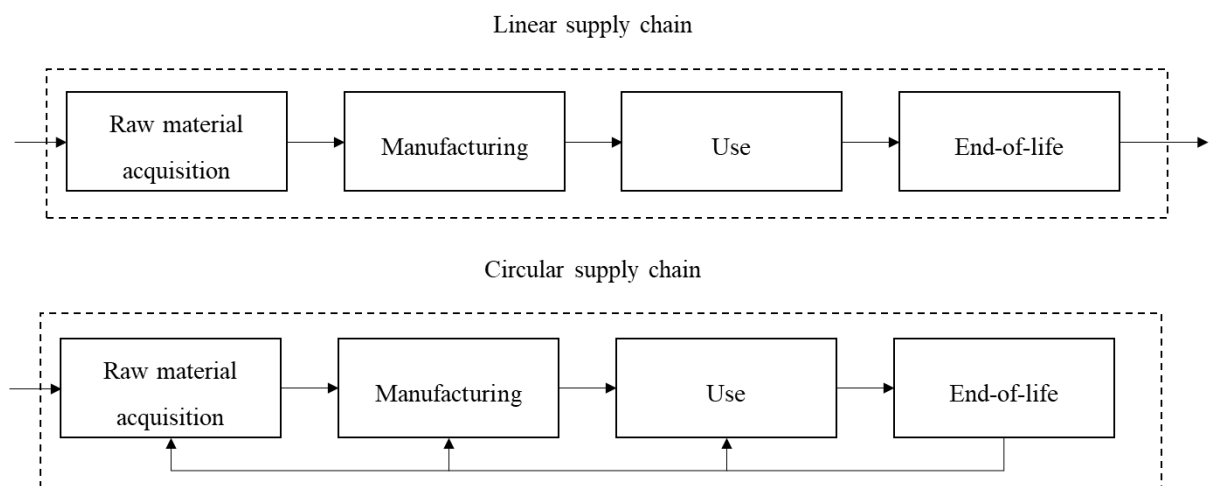 Linear supply chain
Raw material
acquisition
Manufacturing
Use
End-of-life
Circular supply chain
Raw material
acquisition
Manufacturing
Use
End-of-life